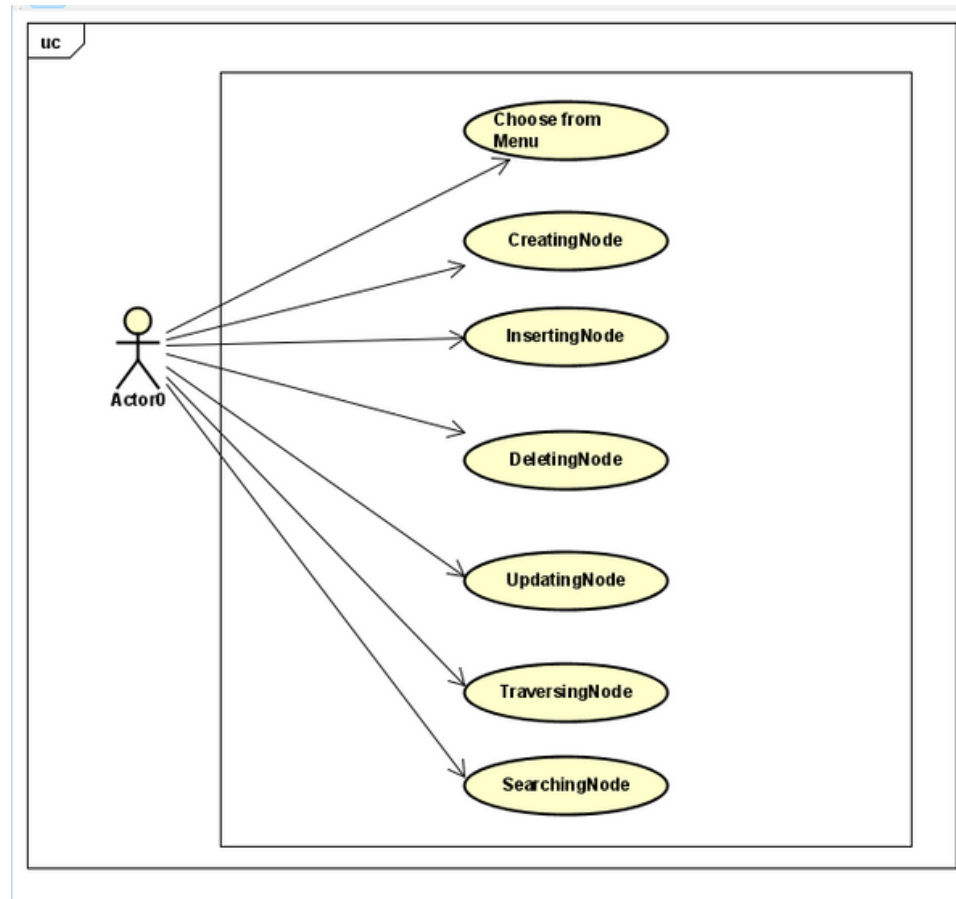 uc
Choose from
Menu
CreatingNode
InsertingNode
Actor0
DeletingNode
UpdatingNode
TraversingNode
SearchingNode